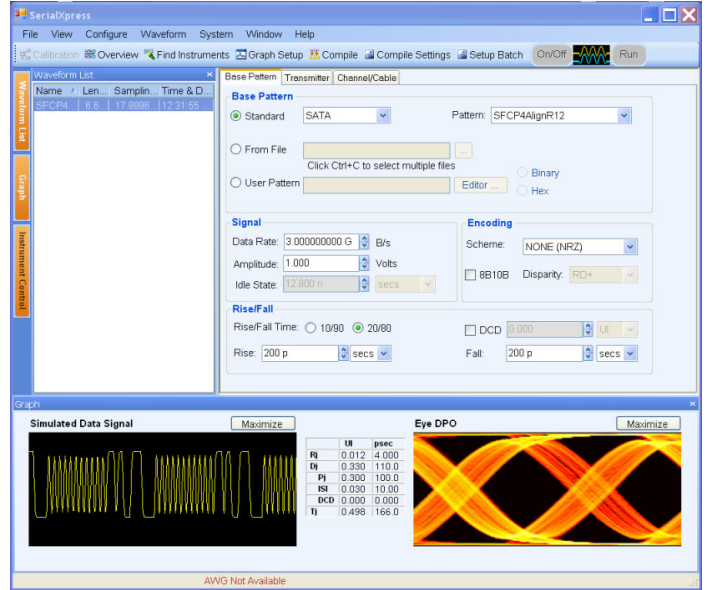 SerialXpress
File View Configure Waveform System Window Help
Calibration Overview Find Instruments Graph Setup Compile Compile Settings Setup Batch On/Off Run
Waveform List ×
Name Len... Samplin... Time & D...
SFCP4 6.6... 17.9996... 12:31:55
Waveform List
Graph
Instrument Control
Base Pattern Transmitter Channel/Cable
Base Pattern
Standard SATA Pattern: SFCP4AlignR12
From File ...
Click Ctrl+C to select multiple files
User Pattern Editor ... Binary
Hex
Signal Encoding
Data Rate: 3.000000000 G B/s Scheme: NONE (NRZ)
Amplitude: 1.000 Volts
8B10B Disparity: RD+
Idle State: 12.800 n secs
Rise/Fall
Rise/Fall Time: 10/90 20/80 DCD 0.000 UI
Rise: 200 p secs Fall: 200 p secs
Graph ×
Simulated Data Signal Maximize Eye DPO Maximize
UI psec
Rj 0.012 4.000
Dj 0.330 110.0
Pj 0.300 100.0
ISI 0.030 10.00
DCD 0.000 0.000
Tj 0.498 166.0
AWG Not Available